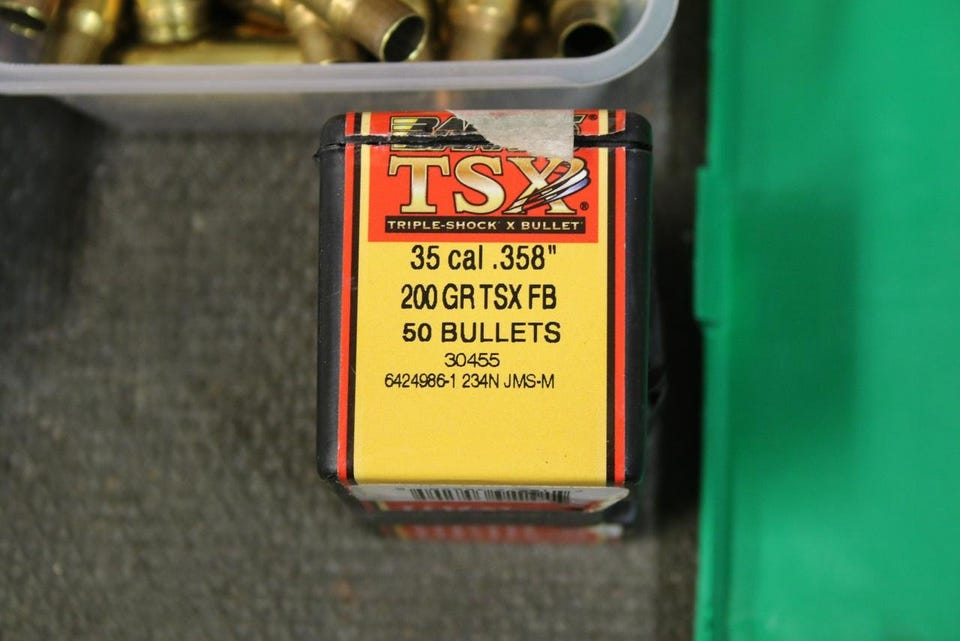 TSX®
TRIPLE-SHOCK X BULLET
35 cal .358"
200 GR TSX FB
50 BULLETS
30455
6424986-1 234N JMS-M